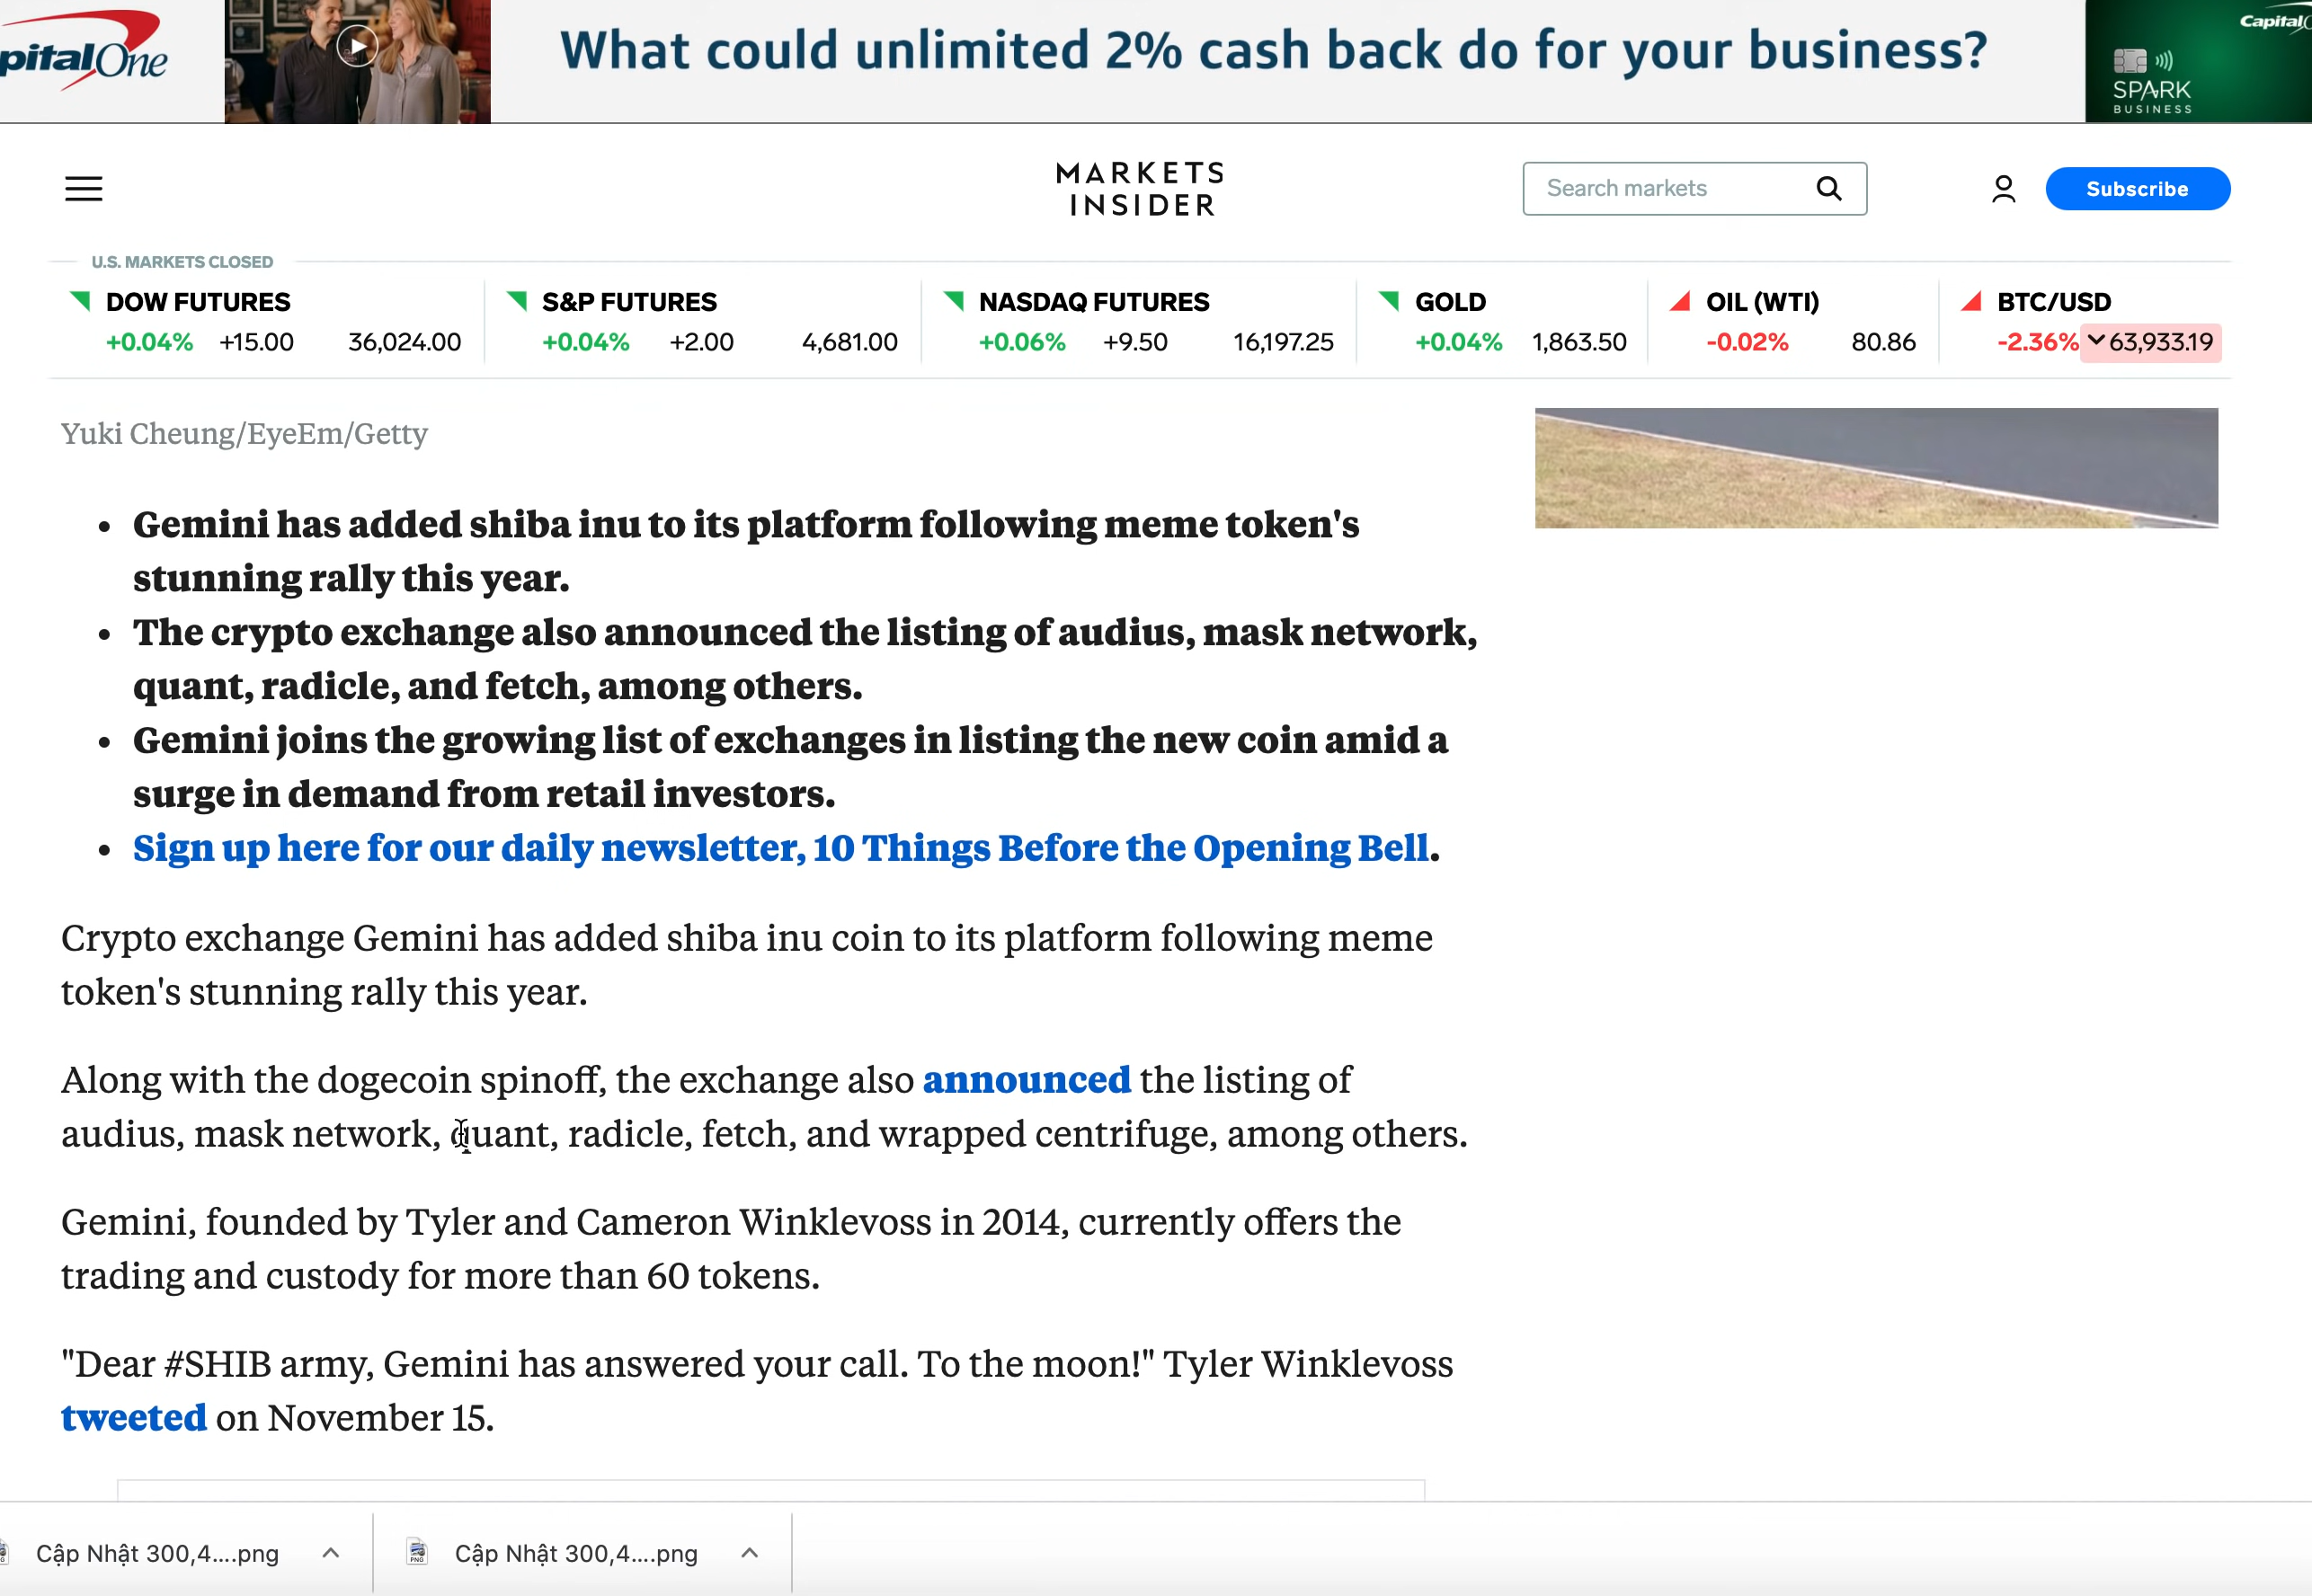 pitalOne
What could unlimited 2% cash back do for your business?
Capital
SPARK
BUSINESS
MARKETS
INSIDER
Search markets
Subscribe
U.S. MARKETS CLOSED
DOW FUTURES
+0.04% +15.00 36,024.00
S&P FUTURES
+0.04% +2.00 4,681.00
NASDAQ FUTURES
+0.06% +9.50 16,197.25
GOLD
+0.04% 1,863.50
OIL (WTI)
-0.02% 80.86
BTC/USD
-2.36% 63,933.19
Yuki Cheung/EyeEm/Getty
• Gemini has added shiba inu to its platform following meme token's
stunning rally this year.
• The crypto exchange also announced the listing of audius, mask network,
quant, radicle, and fetch, among others.
• Gemini joins the growing list of exchanges in listing the new coin amid a
surge in demand from retail investors.
• Sign up here for our daily newsletter, 10 Things Before the Opening Bell.
Crypto exchange Gemini has added shiba inu coin to its platform following meme
token's stunning rally this year.
Along with the dogecoin spinoff, the exchange also announced the listing of
audius, mask network, quant, radicle, fetch, and wrapped centrifuge, among others.
Gemini, founded by Tyler and Cameron Winklevoss in 2014, currently offers the
trading and custody for more than 60 tokens.
"Dear #SHIB army, Gemini has answered your call. To the moon!" Tyler Winklevoss
tweeted on November 15.
Cập Nhật 300,4....png
PNG
Cập Nhật 300,4....png